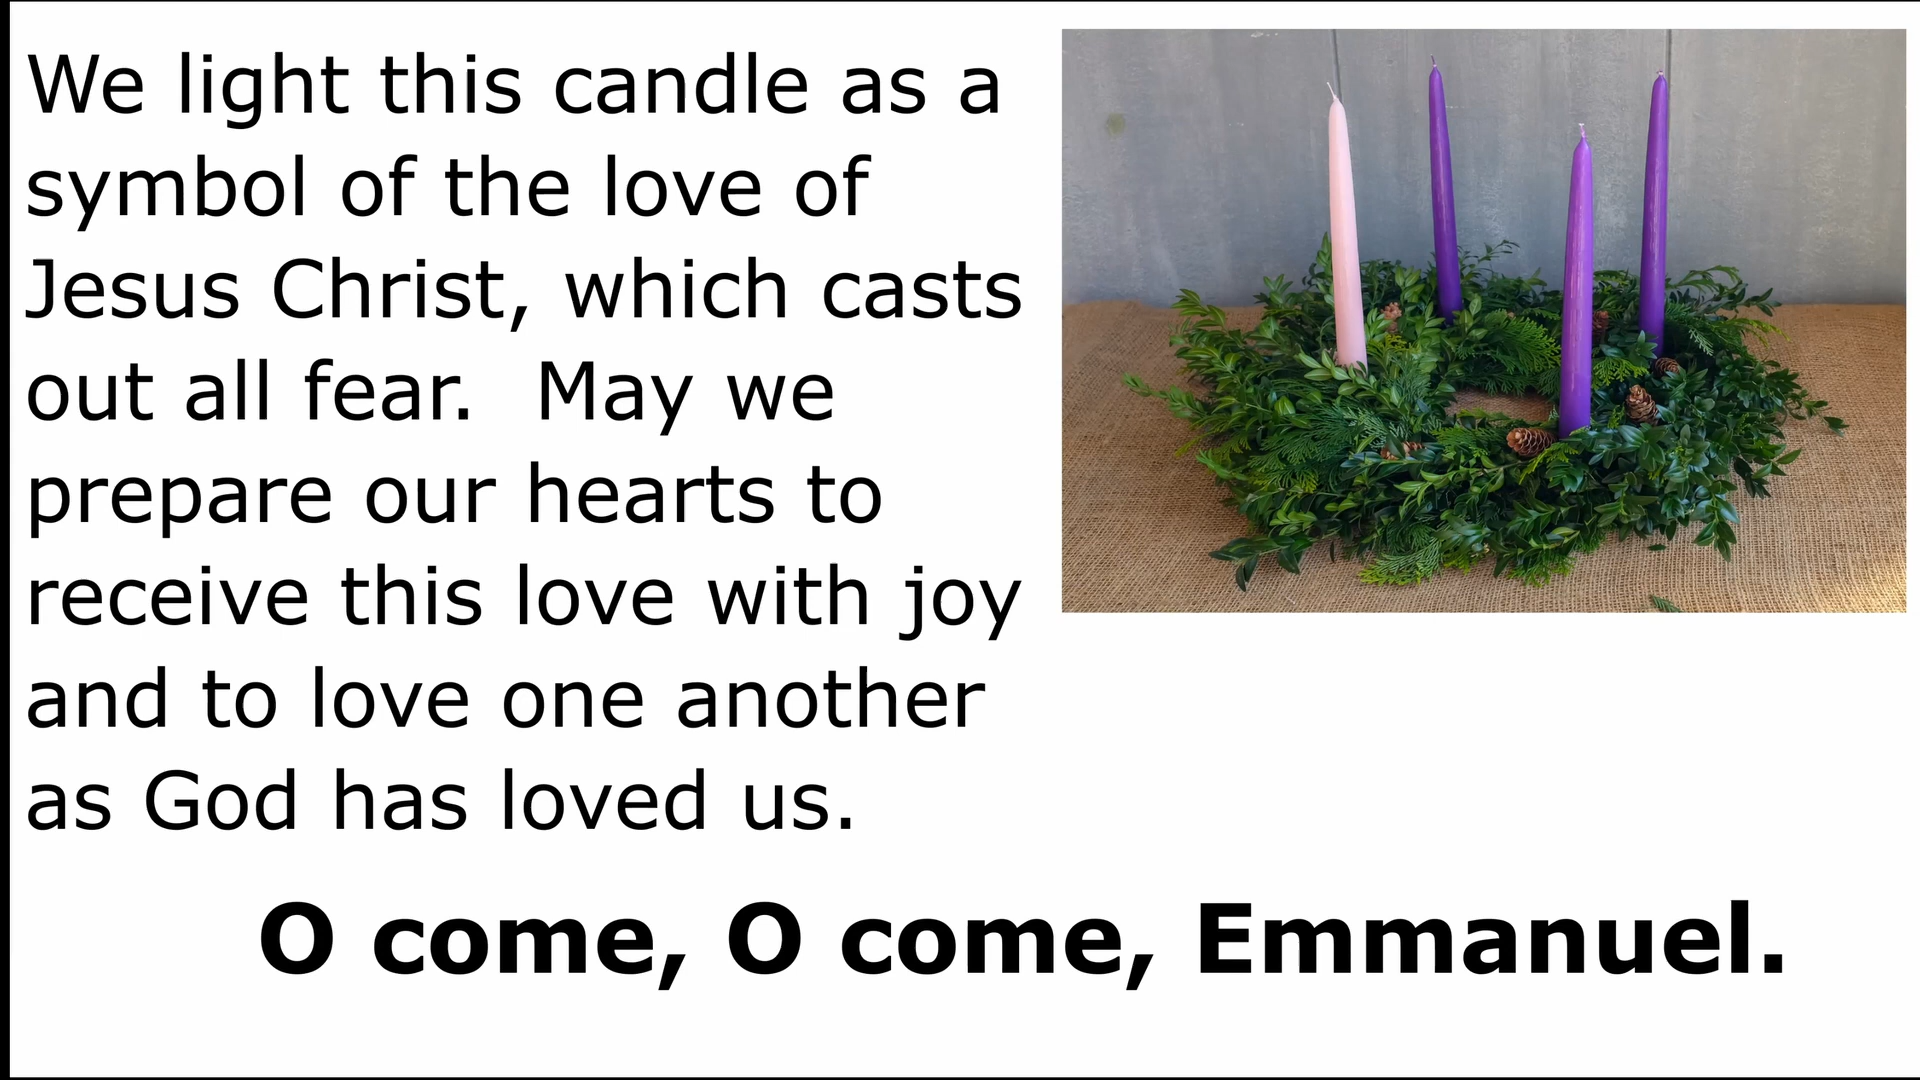 We light this candle as a
symbol of the love of
Jesus Christ, which casts
out all fear.  May we
prepare our hearts to
receive this love with joy
and to love one another
as God has loved us.
O come, O come, Emmanuel.